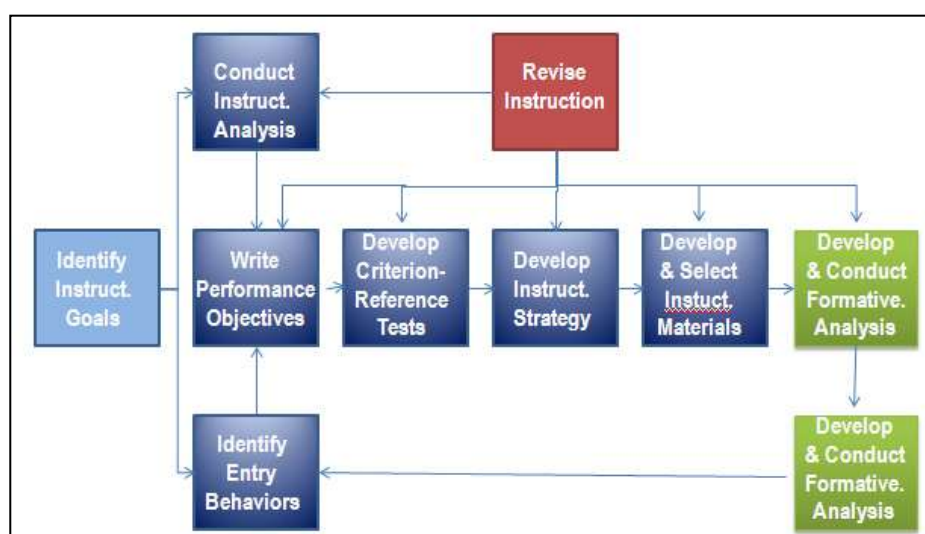 Conduct
Instruct.
Analysis
Revise
Instruction
Identify
Instruct.
Goals
Write
Performance
Objectives
Develop
Criterion-
Reference
Tests
Develop
Instruct.
Strategy
Develop
& Select
Instuct.
Materials
Develop
& Conduct
Formative.
Analysis
Identify
Entry
Behaviors
Develop
& Conduct
Formative.
Analysis